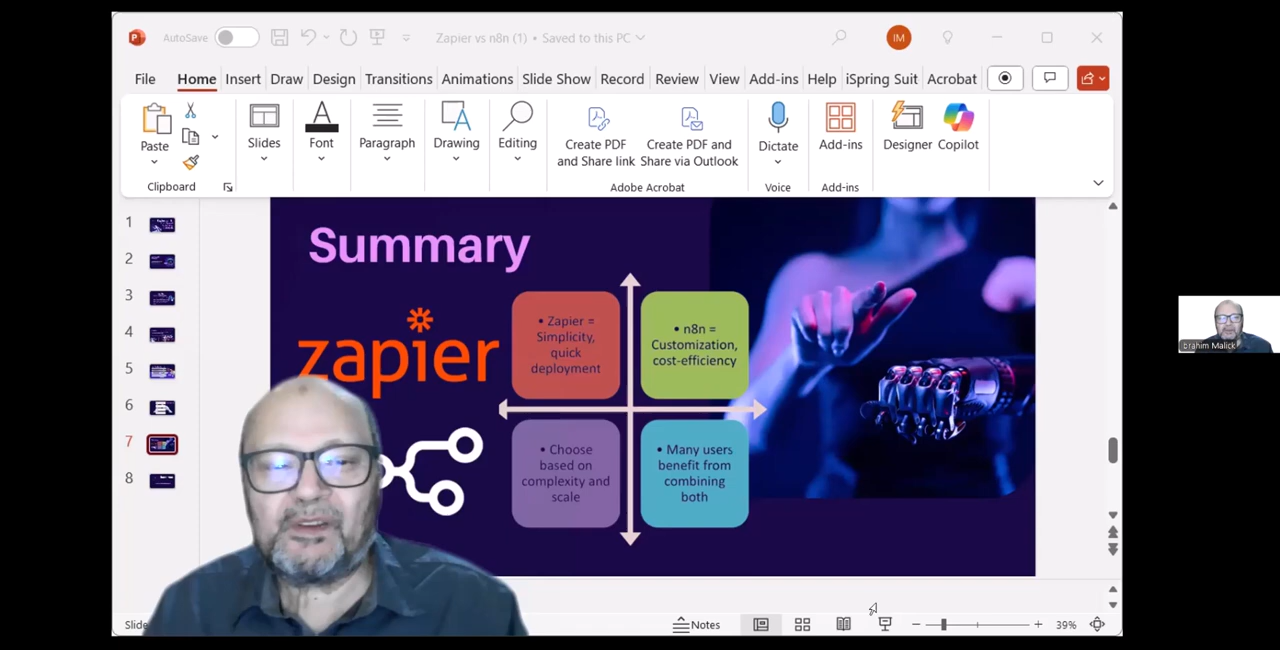 AutoSave
Zapier vs n8n (1) • Saved to this PC
IM
File Home Insert Draw Design Transitions Animations Slide Show Record Review View Add-ins Help iSpring Suit Acrobat
Paste
Slides
Font
Paragraph
Drawing
Editing
Create PDF
and Share link
Create PDF and
Share via Outlook
Dictate
Add-ins
Designer
Copilot
Clipboard
Adobe Acrobat
Voice
Add-ins
1
2
3
4
5
6
7
8
Summary
zapier
• Zapier =
Simplicity,
quick
deployment
• n8n =
Customization,
cost-efficiency
• Choose
based on
complexity and
scale
• Many users
benefit from
combining
both
brahim Malick
Slide
Notes
39%